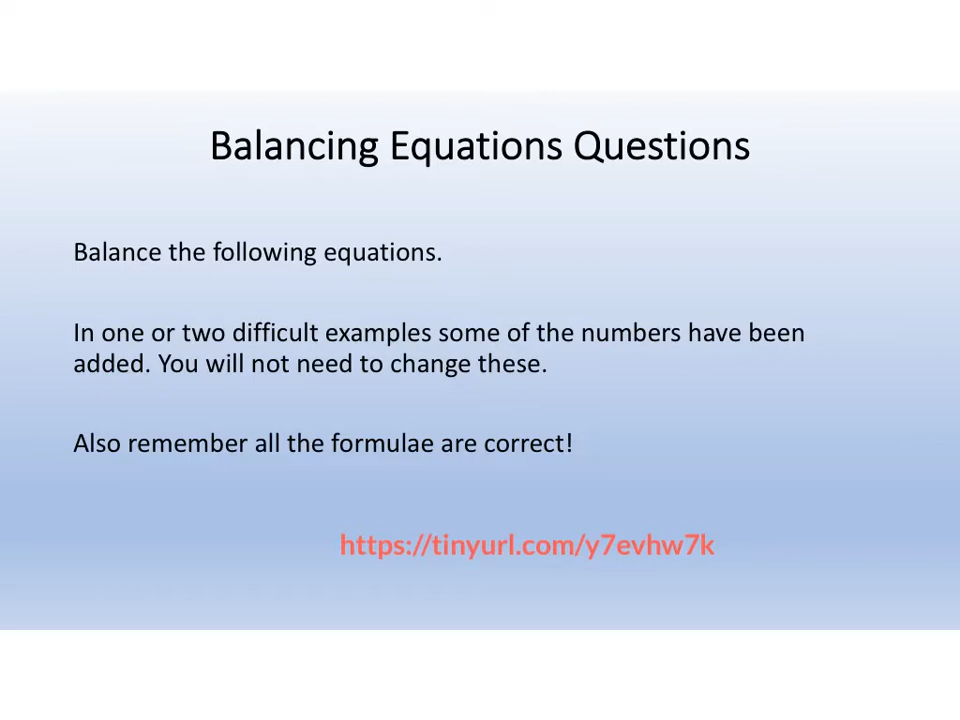 Balancing Equations Questions
Balance the following equations.
In one or two difficult examples some of the numbers have been
added. You will not need to change these.
Also remember all the formulae are correct!
https://tinyurl.com/y7evhw7k